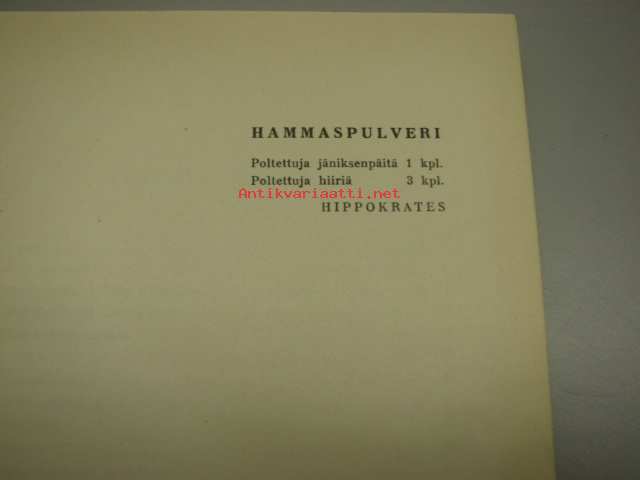 HAMMASPULVERI
Poltettuja jäniksenpäitä 1 kpl.
Poltettuja hiiriä 3 kpl.
Antikvariaatti.net
HIPPOKRATES